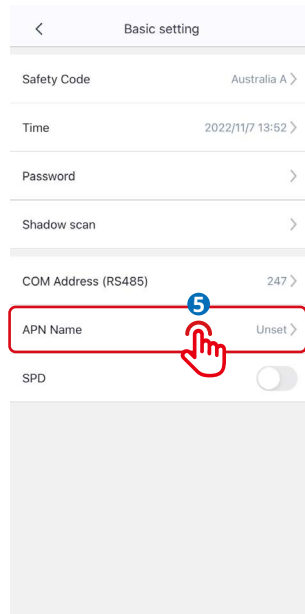 Basic setting
Safety Code Australia A
Time 2022/11/7 13:52
Password
Shadow scan
COM Address (RS485) 247
5
APN Name Unset
SPD